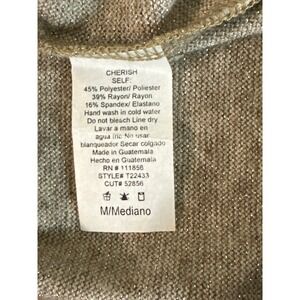 CHERISH
SELF:
45% Polyester/ Poliester
39% Rayon/ Rayon
16% Spandex/ Elastano
Hand wash in cold water
Do not bleach Line dry
Lavar a mano en
agua fria No usar
blanqueador Secar colgado
Made in Guatemala
Hecho en Guatemala
RN # 111856
STYLE# T22433
CUT# 52856
M/Mediano